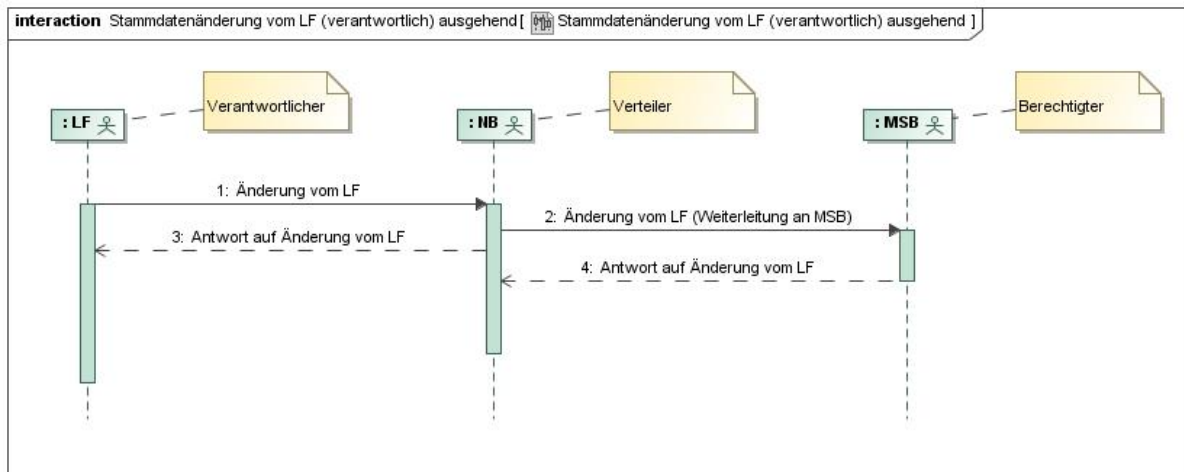 interaction Stammdatenänderung vom LF (verantwortlich) ausgehend [ Stammdatenänderung vom LF (verantwortlich) ausgehend ]
Verantwortlicher
Verteiler
Berechtigter
: LF
: NB
: MSB
1: Änderung vom LF
2: Änderung vom LF (Weiterleitung an MSB)
3: Antwort auf Änderung vom LF
4: Antwort auf Änderung vom LF